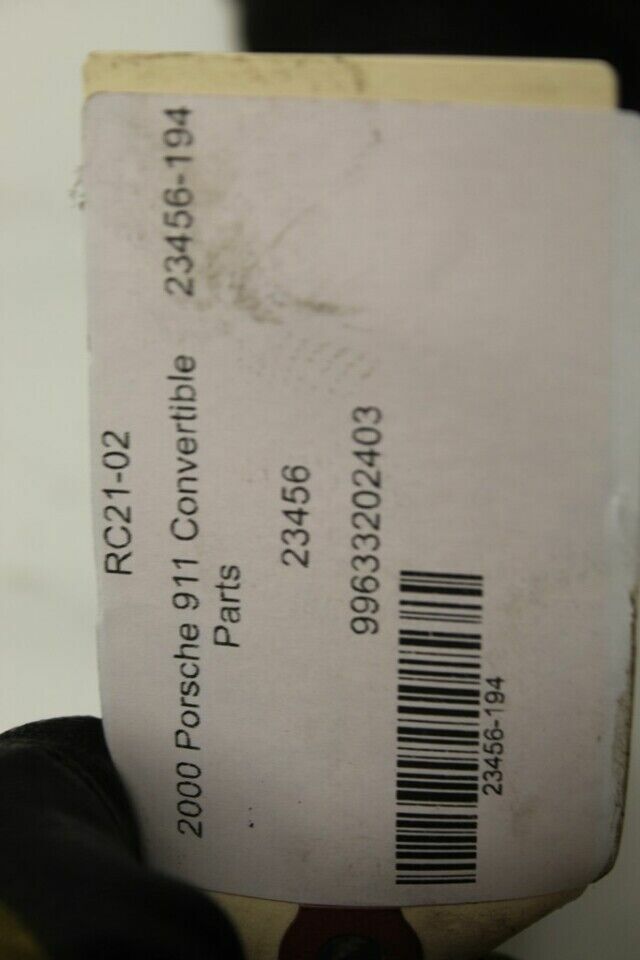 RC21-02
2000 Porsche 911 Convertible 23456-194
Parts
23456
99633202403
23456-194